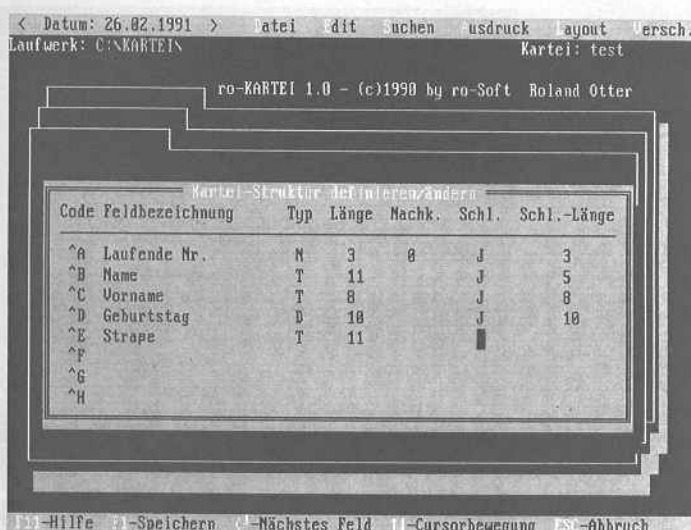 < Datum: 26.02.1991 > atei dit uchen usdruck ayout ersch.
Laufwerk: C:\KARTEI\ Kartei: test
ro-KARTEI 1.0 - (c)1990 by ro-Soft Roland Otter
Kartei-Struktur definieren/ändern
Code Feldbezeichnung Typ Länge Nachk. Schl. Schl.-Länge
^A Laufende Nr. N 3 0 J 3
^B Name T 11 J 5
^C Vorname T 8 J 8
^D Geburtstag D 10 J 10
^E Strape T 11
^F
^G
^H
-Hilfe -Speichern -Nächstes Feld -Cursorbewegung ESC-Abbruch